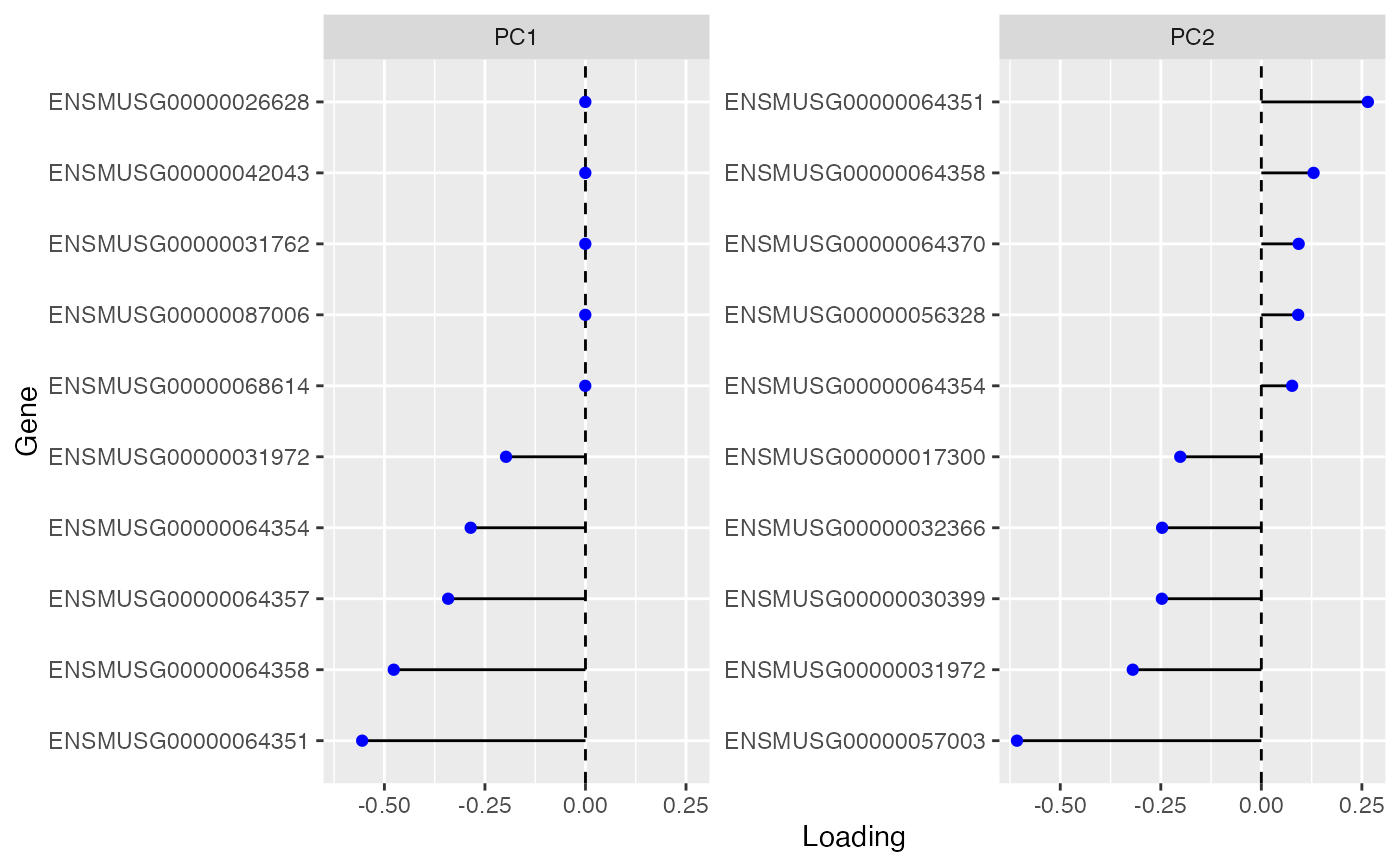 PC1
PC2
Gene
ENSMUSG00000026628
ENSMUSG00000042043
ENSMUSG00000031762
ENSMUSG00000087006
ENSMUSG00000068614
ENSMUSG00000031972
ENSMUSG00000064354
ENSMUSG00000064357
ENSMUSG00000064358
ENSMUSG00000064351
-0.50 -0.25 0.00 0.25
ENSMUSG00000064351
ENSMUSG00000064358
ENSMUSG00000064370
ENSMUSG00000056328
ENSMUSG00000064354
ENSMUSG00000017300
ENSMUSG00000032366
ENSMUSG00000030399
ENSMUSG00000031972
ENSMUSG00000057003
-0.50 -0.25 0.00 0.25
Loading